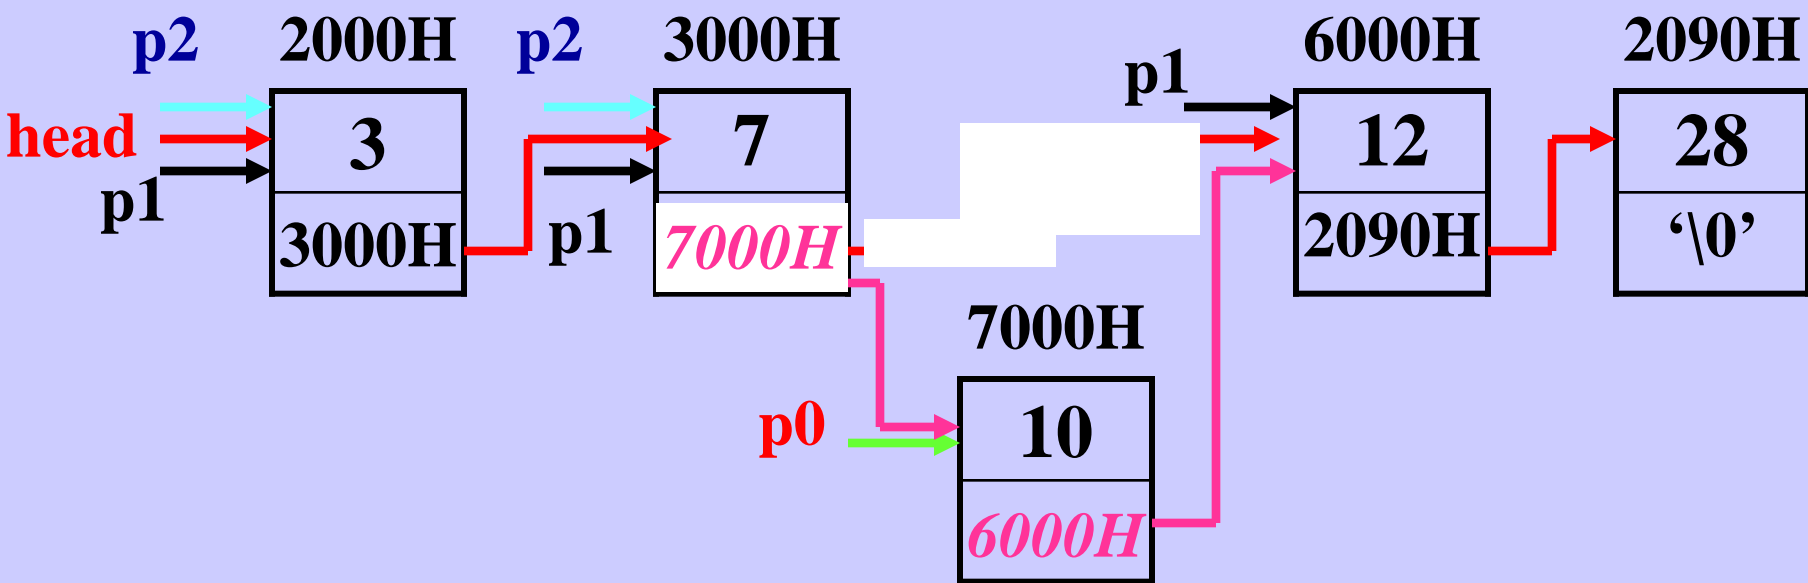 p2 2000H p2 3000H 6000H 2090H
p1
head 3 7 12 28
p1 3000H p1 7000H 2090H ‘\0’
7000H
p0 10
6000H